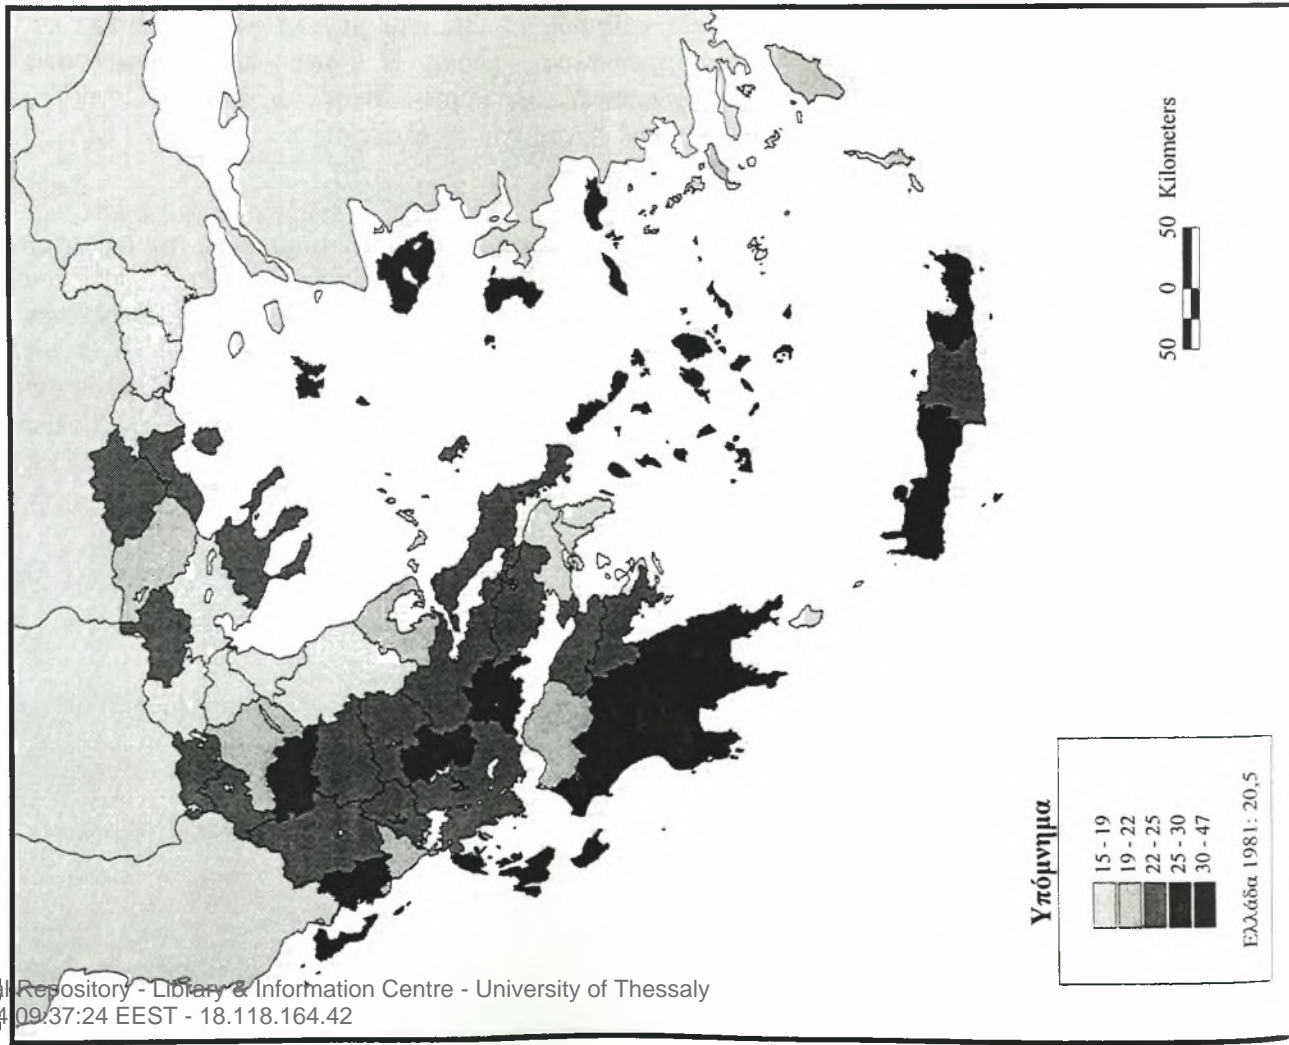 50 0 50 Kilometers
Υπόμνημα
15 - 19
19 - 22
22 - 25
25 - 30
30 - 47
Ελλάδα 1981: 20,5
Repository - Library & Information Centre - University of Thessaly
09:37:24 EEST - 18.118.164.42